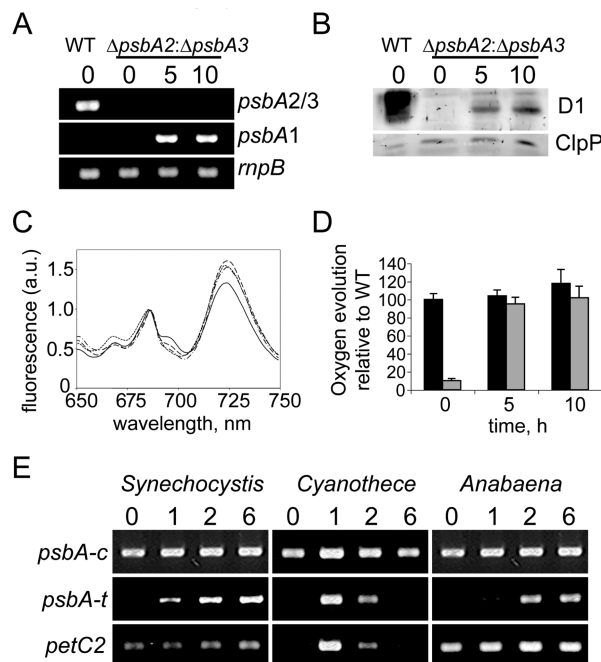 A
WT ΔpsbA2:ΔpsbA3
0 0 5 10
psbA2/3
psbA1
rnpB
B
WT ΔpsbA2:ΔpsbA3
0 0 5 10
D1
ClpP
C
fluorescence (a.u.)
1.5
1.0
0.5
0
650 675 700 725 750
wavelength, nm
D
Oxygen evolution
relative to WT
140
120
100
80
60
40
20
0
0 5 10
time, h
E
Synechocystis Cyanothece Anabaena
0 1 2 6 0 1 2 6 0 1 2 6
psbA-c
psbA-t
petC2